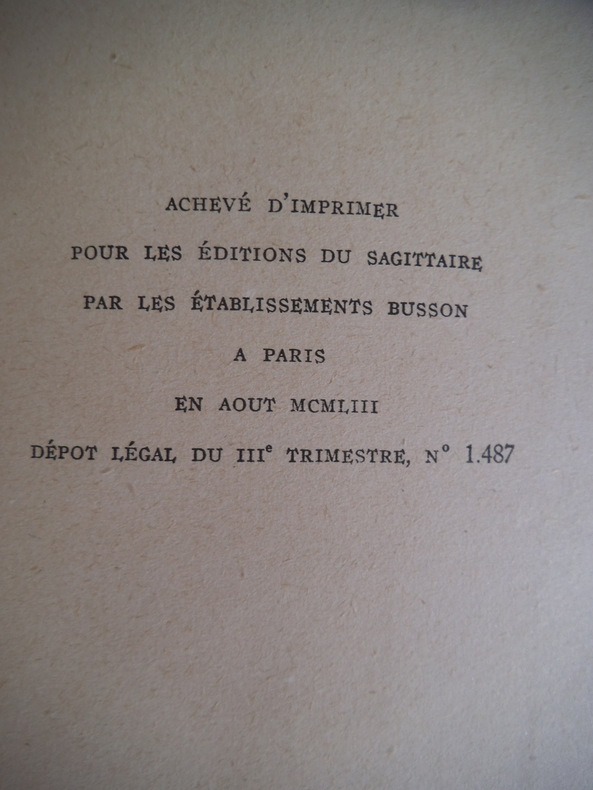 ACHEVÉ D'IMPRIMER
POUR LES ÉDITIONS DU SAGITTAIRE
PAR LES ÉTABLISSEMENTS BUSSON
A PARIS
EN AOUT MCMLIII
DÉPOT LÉGAL DU IIIᵉ TRIMESTRE, Nº 1.487